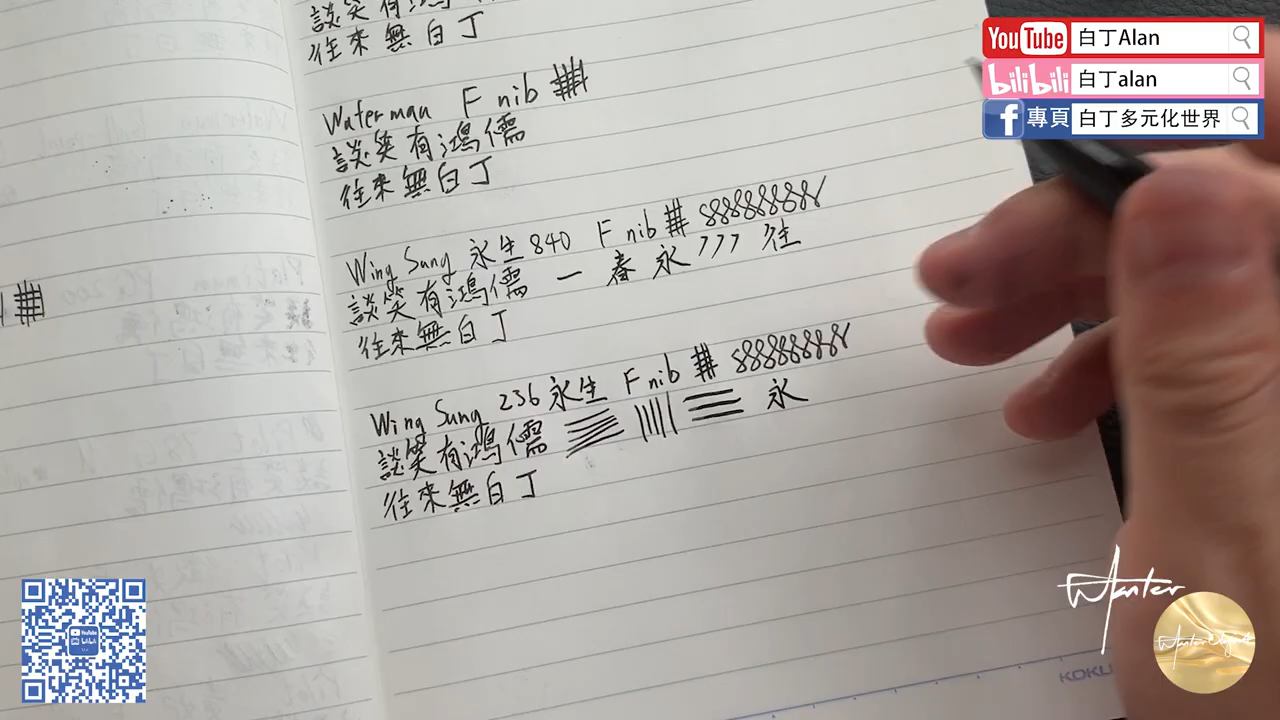 談笑有鴻
往來無白丁
Waterman F nib
談笑有鴻儒
往來無白丁
Wing Sung 永生 840 F nib
談笑有鴻儒 一 春 永 往
往來無白丁
Wing Sung 236 永生 F nib
談笑有鴻儒 永
往來無白丁
YouTube 白丁Alan
bilibili 白丁alan
f 專頁 白丁多元化世界
YouTube
KOKU